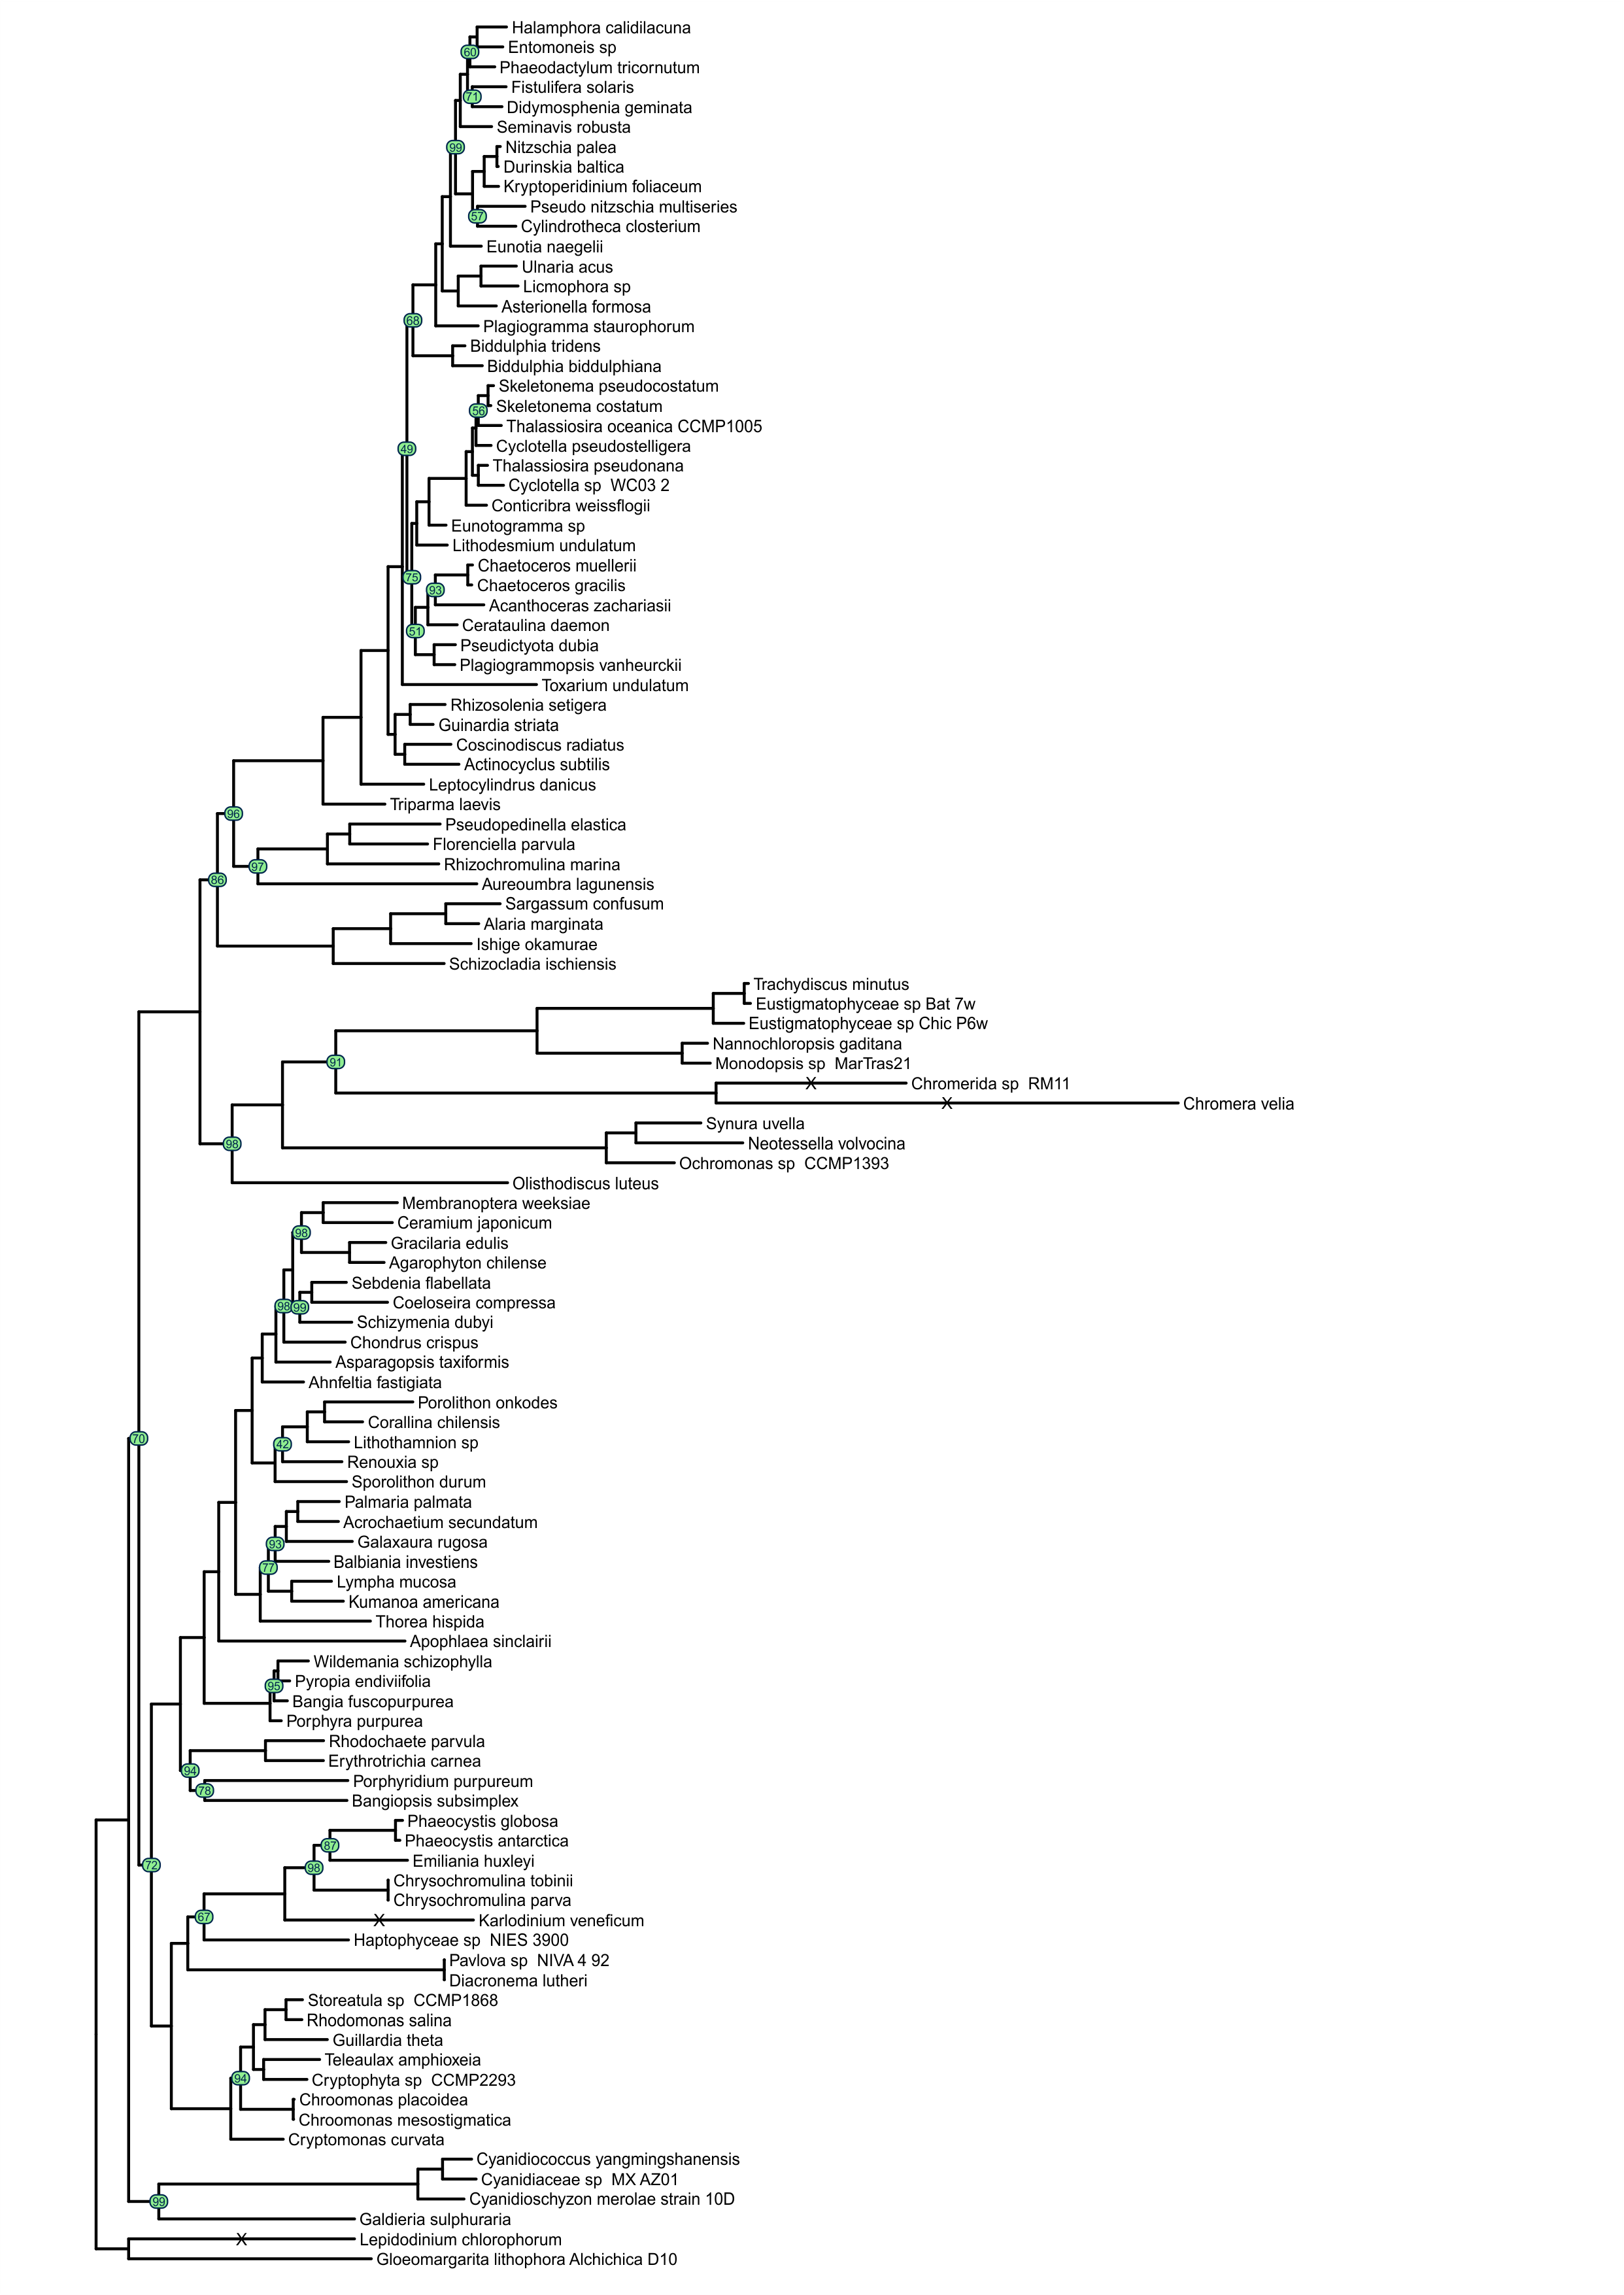 Halamphora calidilacuna
60
Entomoneis sp
Phaeodactylum tricornutum
Fistulifera solaris
71
Didymosphenia geminata
Seminavis robusta
99
Nitzschia palea
Durinskia baltica
Kryptoperidinium foliaceum
Pseudo nitzschia multiseries
57
Cylindrotheca closterium
Eunotia naegelii
Ulnaria acus
Licmophora sp
Asterionella formosa
68
Plagiogramma staurophorum
Biddulphia tridens
Biddulphia biddulphiana
Skeletonema pseudocostatum
56
Skeletonema costatum
Thalassiosira oceanica CCMP1005
49
Cyclotella pseudostelligera
Thalassiosira pseudonana
Cyclotella sp WC03 2
Conticribra weissflogii
Eunotogramma sp
Lithodesmium undulatum
Chaetoceros muellerii
75
Chaetoceros gracilis
93
Acanthoceras zachariasii
Cerataulina daemon
51
Pseudictyota dubia
Plagiogrammopsis vanheurckii
Toxarium undulatum
Rhizosolenia setigera
Guinardia striata
Coscinodiscus radiatus
Actinocyclus subtilis
Leptocylindrus danicus
Triparma laevis
96
Pseudopedinella elastica
Florenciella parvula
97
Rhizochromulina marina
86
Aureoumbra lagunensis
Sargassum confusum
Alaria marginata
Ishige okamurae
Schizocladia ischiensis
Trachydiscus minutus
Eustigmatophyceae sp Bat 7w
Eustigmatophyceae sp Chic P6w
Nannochloropsis gaditana
91
Monodopsis sp MarTras21
X
Chromerida sp RM11
X
Chromera velia
Synura uvella
98
Neotessella volvocina
Ochromonas sp CCMP1393
Olisthodiscus luteus
Membranoptera weeksiae
98
Ceramium japonicum
Gracilaria edulis
Agarophyton chilense
Sebdenia flabellata
98
99
Coeloseira compressa
Schizymenia dubyi
Chondrus crispus
Asparagopsis taxiformis
Ahnfeltia fastigiata
Porolithon onkodes
Corallina chilensis
70
42
Lithothamnion sp
Renouxia sp
Sporolithon durum
Palmaria palmata
Acrochaetium secundatum
93
Galaxaura rugosa
77
Balbiania investiens
Lympha mucosa
Kumanoa americana
Thorea hispida
Apophlaea sinclairii
Wildemania schizophylla
95
Pyropia endiviifolia
Bangia fuscopurpurea
Porphyra purpurea
Rhodochaete parvula
Erythrotrichia carnea
94
Porphyridium purpureum
78
Bangiopsis subsimplex
Phaeocystis globosa
87
Phaeocystis antarctica
72
98
Emiliania huxleyi
Chrysochromulina tobinii
Chrysochromulina parva
67
X
Karlodinium veneficum
Haptophyceae sp NIES 3900
Pavlova sp NIVA 4 92
Diacronema lutheri
Storeatula sp CCMP1868
Rhodomonas salina
Guillardia theta
Teleaulax amphioxeia
94
Cryptophyta sp CCMP2293
Chroomonas placoidea
Chroomonas mesostigmatica
Cryptomonas curvata
Cyanidiococcus yangmingshanensis
Cyanidiaceae sp MX AZ01
99
Cyanidioschyzon merolae strain 10D
Galdieria sulphuraria
X
Lepidodinium chlorophorum
Gloeomargarita lithophora Alchichica D10